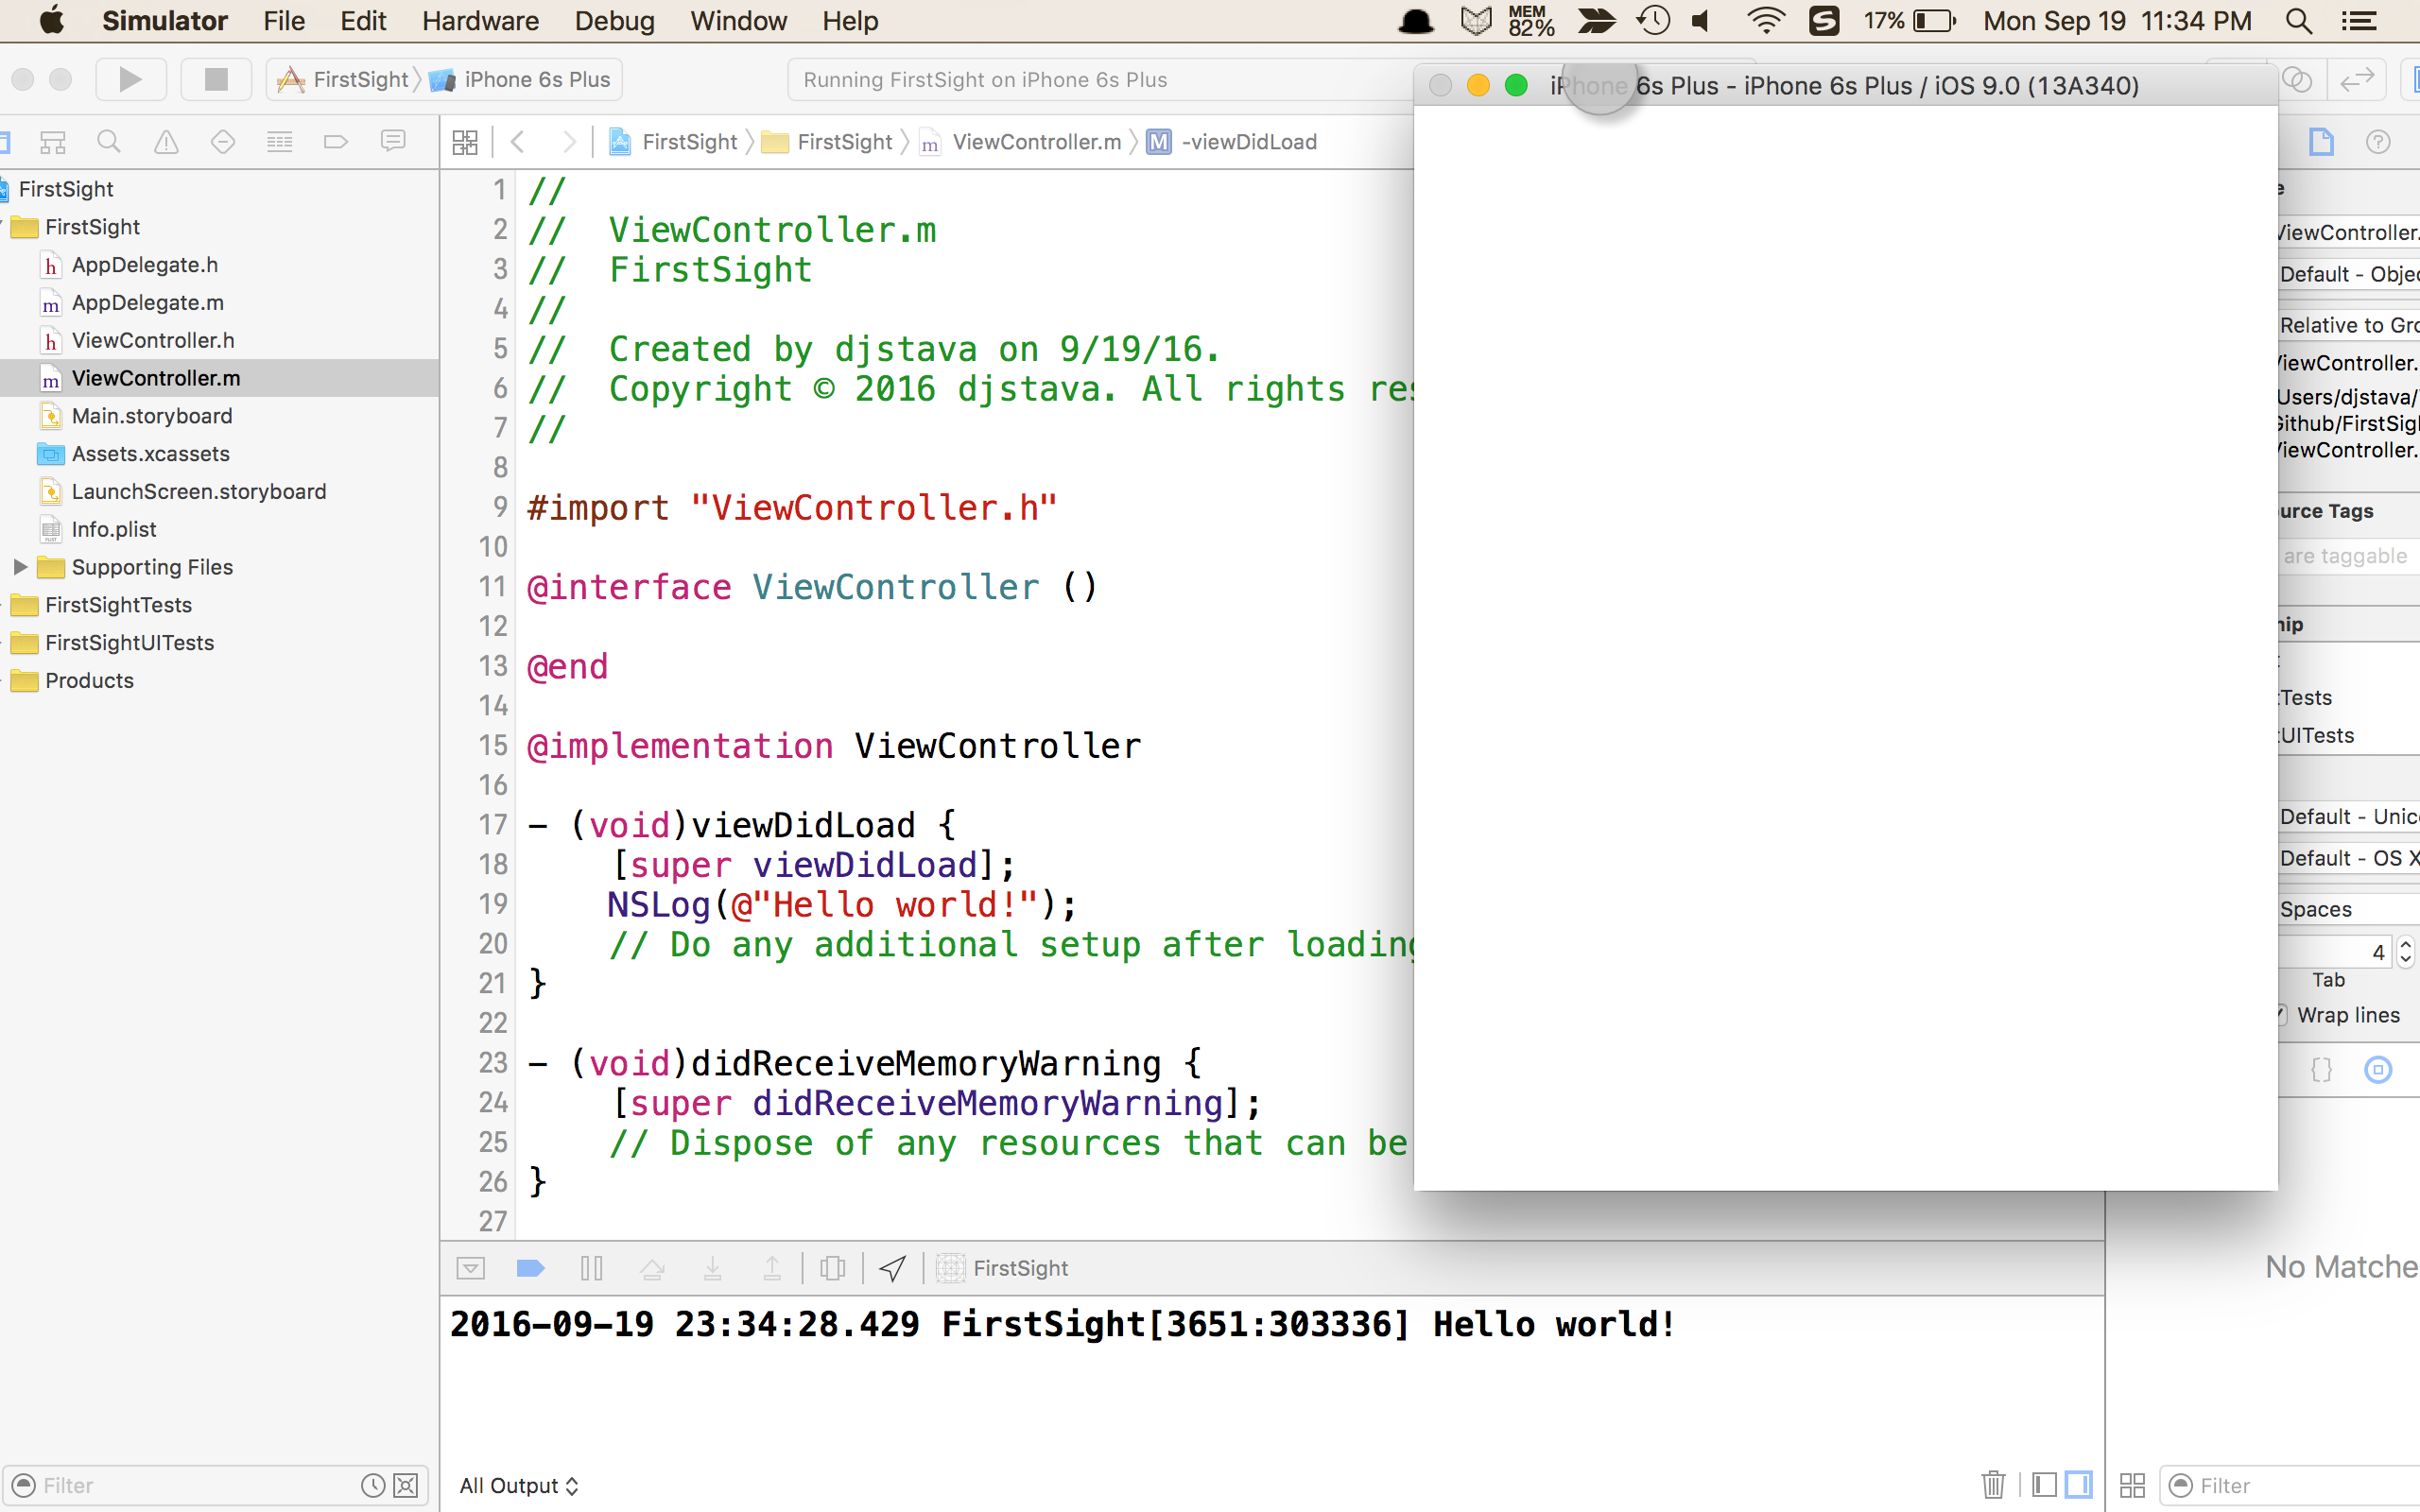 Simulator File Edit Hardware Debug Window Help MEM 82% 17% Mon Sep 19 11:34 PM
FirstSight iPhone 6s Plus Running FirstSight on iPhone 6s Plus
iPhone 6s Plus - iPhone 6s Plus / iOS 9.0 (13A340)
FirstSight FirstSight ViewController.m M -viewDidLoad
FirstSight
FirstSight
h AppDelegate.h
m AppDelegate.m
h ViewController.h
m ViewController.m
Main.storyboard
Assets.xcassets
LaunchScreen.storyboard
Info.plist
Supporting Files
FirstSightTests
FirstSightUITests
Products
Filter
1 //
2 //  ViewController.m
3 //  FirstSight
4 //
5 //  Created by djstava on 9/19/16.
6 //  Copyright © 2016 djstava. All rights res
7 //
8
9 #import "ViewController.h"
10
11 @interface ViewController ()
12
13 @end
14
15 @implementation ViewController
16
17 - (void)viewDidLoad {
18     [super viewDidLoad];
19     NSLog(@"Hello world!");
20     // Do any additional setup after loading
21 }
22
23 - (void)didReceiveMemoryWarning {
24     [super didReceiveMemoryWarning];
25     // Dispose of any resources that can be
26 }
27
FirstSight
2016-09-19 23:34:28.429 FirstSight[3651:303336] Hello world!
All Output
ViewController.
Default - Objec
Relative to Gro
ViewController.
Users/djstava/
Github/FirstSigh
ViewController.
urce Tags
are taggable
hip
tTests
tUITests
Default - Unico
Default - OS X
Spaces
4
Tab
Wrap lines
{}
No Matche
Filter